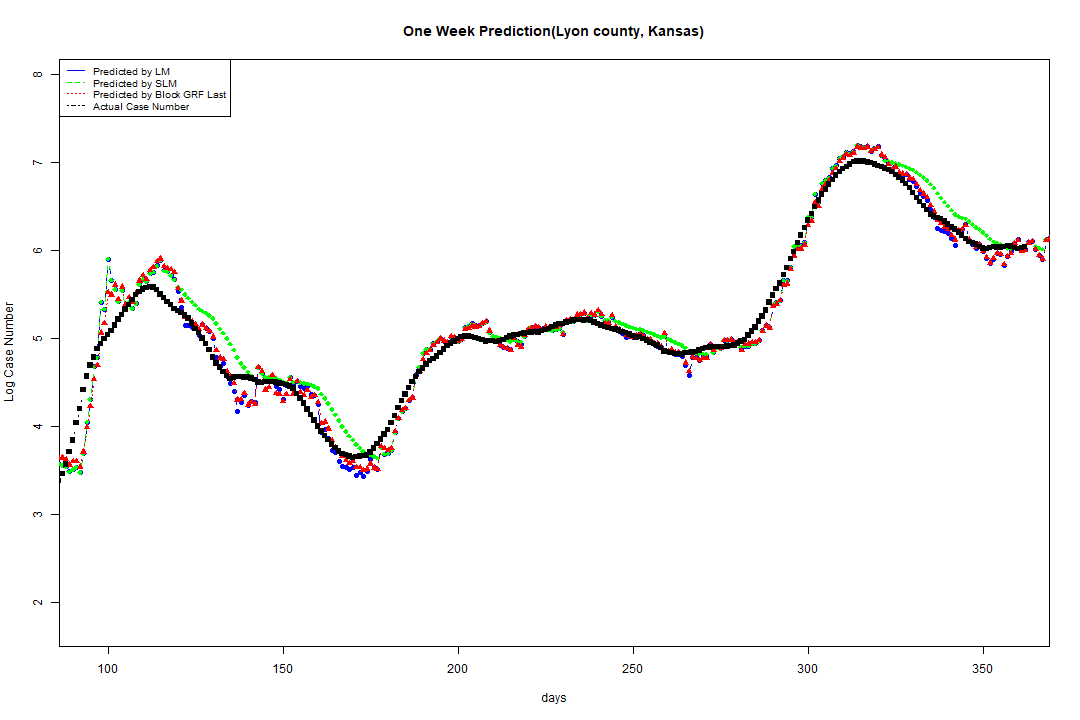 One Week Prediction(Lyon county, Kansas)
Predicted by LM
Predicted by SLM
Predicted by Block GRF Last
Actual Case Number
8
7
6
5
4
3
2
Log Case Number
100 150 200 250 300 350
days